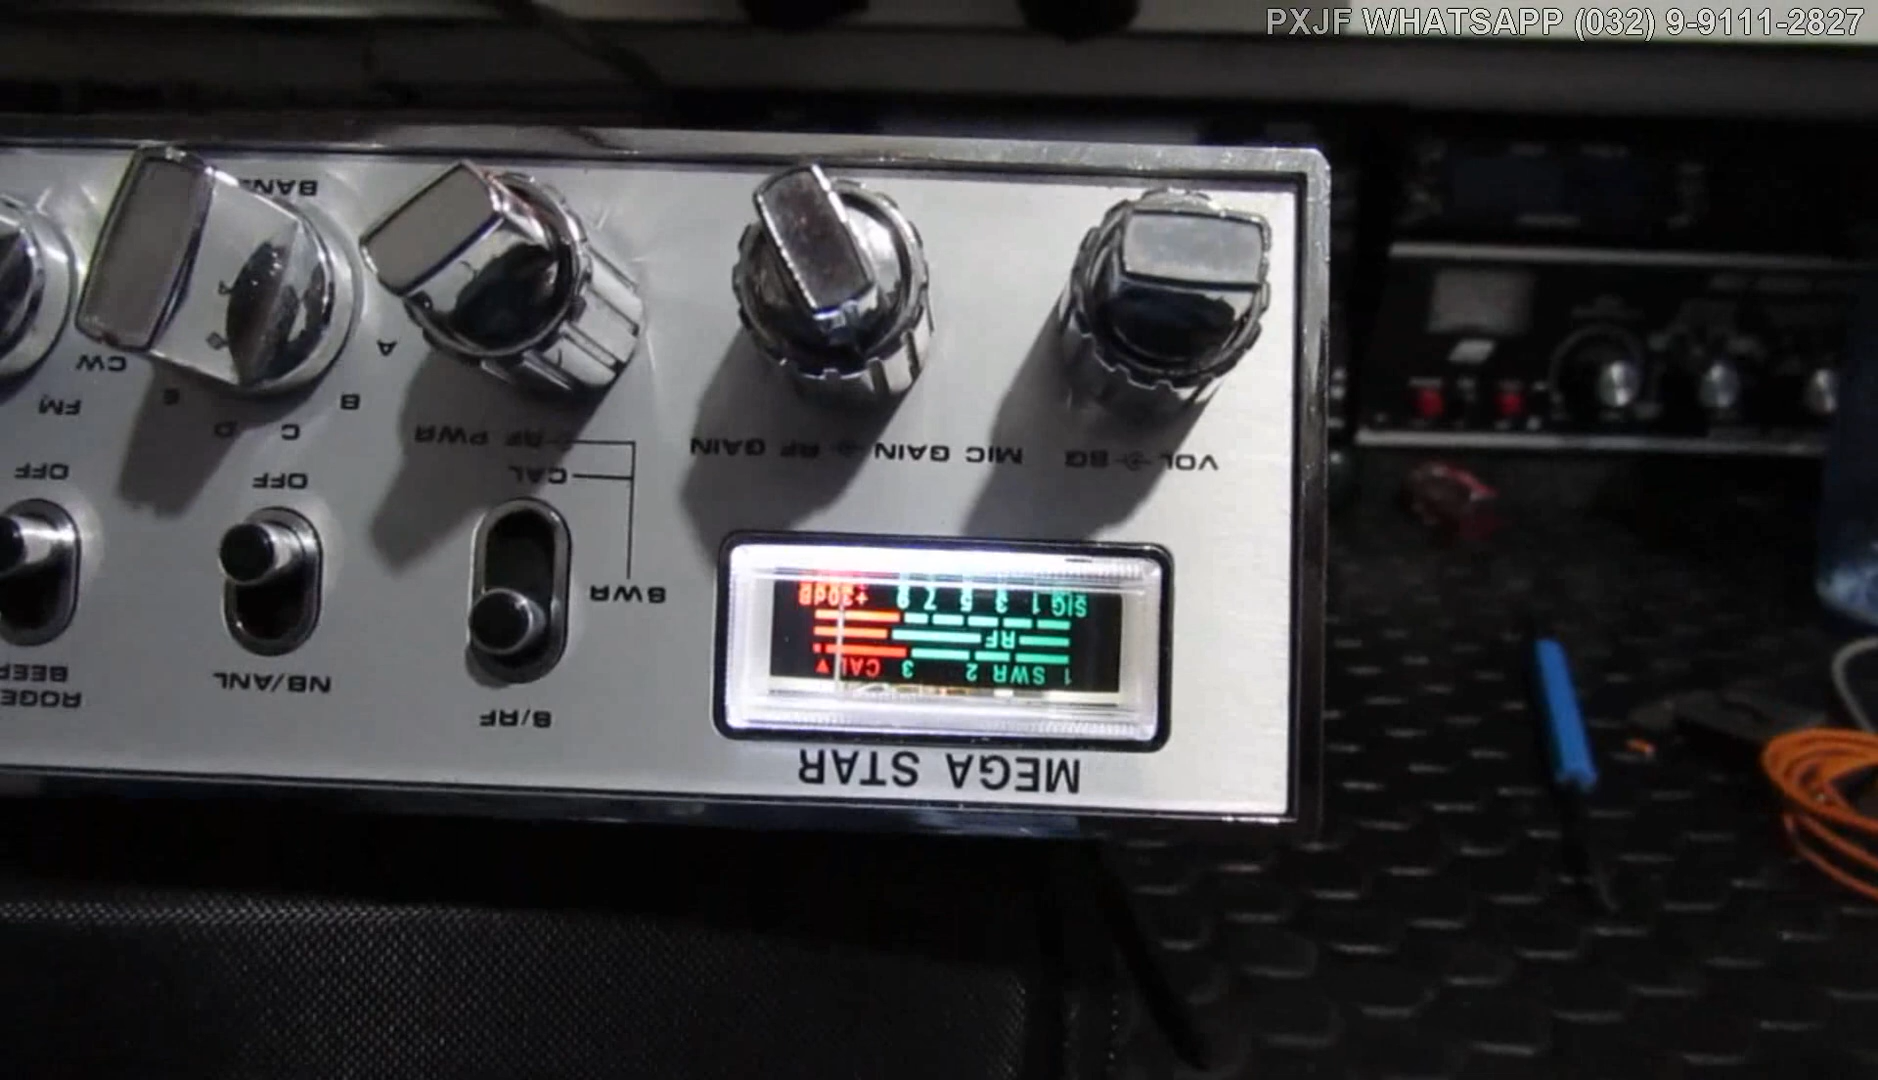 PXJF WHATSAPP (032) 9-9111-2827
MEGA STAR
1 SWR 2 3 CAL
RF
SIG 1 3 5 7 9 +30dB
S/RF
NB/ANL
ROGER
BEEP
SWR
CAL
OFF
OFF
VOL SQ
MIC GAIN RF GAIN
RF PWR
A
B
C
D
FM
CW
BAND